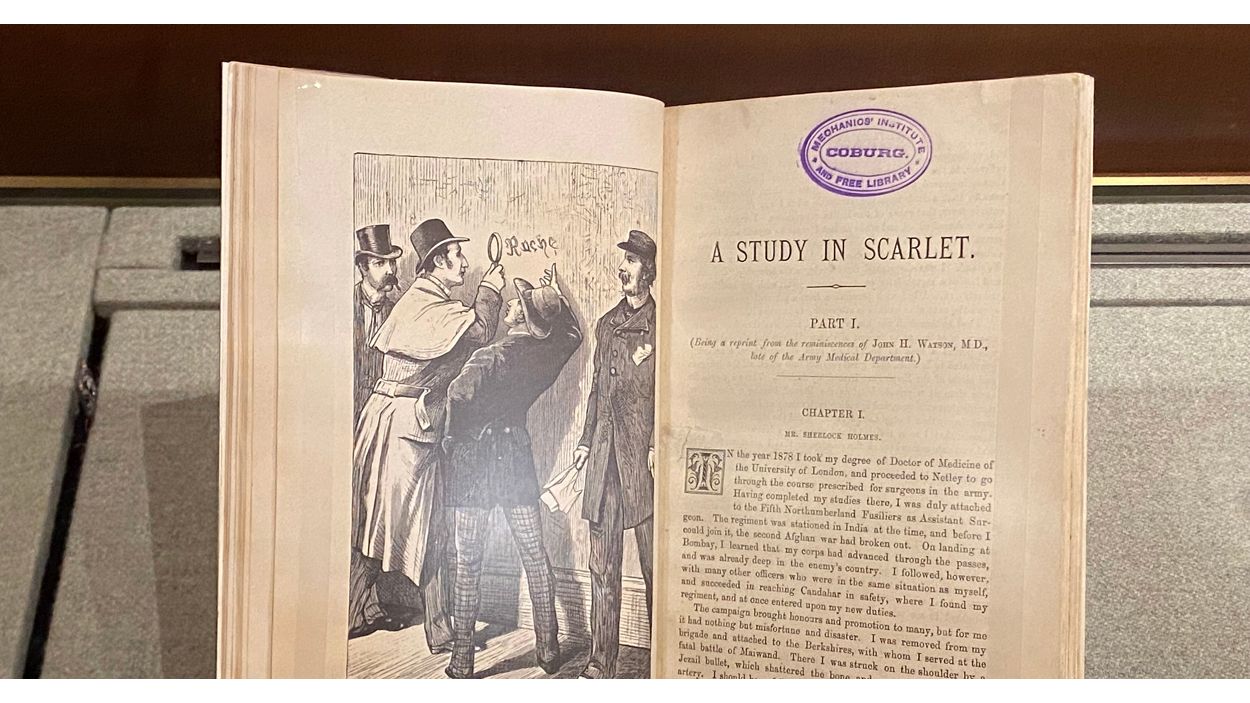 Rache
MECHANICS' INSTITUTE
COBURG.
AND FREE LIBRARY
A STUDY IN SCARLET.
PART I.
(Being a reprint from the reminiscences of JOHN H. WATSON, M.D.,
late of the Army Medical Department.)
CHAPTER I.
MR. SHERLOCK HOLMES.
IN the year 1878 I took my degree of Doctor of Medicine of
the University of London, and proceeded to Netley to go
through the course prescribed for surgeons in the army.
Having completed my studies there, I was duly attached
to the Fifth Northumberland Fusiliers as Assistant Sur-
geon. The regiment was stationed in India at the time, and before I
could join it, the second Afghan war had broken out. On landing at
Bombay, I learned that my corps had advanced through the passes,
and was already deep in the enemy's country. I followed, however,
with many other officers who were in the same situation as myself,
and succeeded in reaching Candahar in safety, where I found my
regiment, and at once entered upon my new duties.
The campaign brought honours and promotion to many, but for me
it had nothing but misfortune and disaster. I was removed from my
brigade and attached to the Berkshires, with whom I served at the
fatal battle of Maiwand. There I was struck on the shoulder by a
Jezail bullet, which shattered the bone and
artery. I should